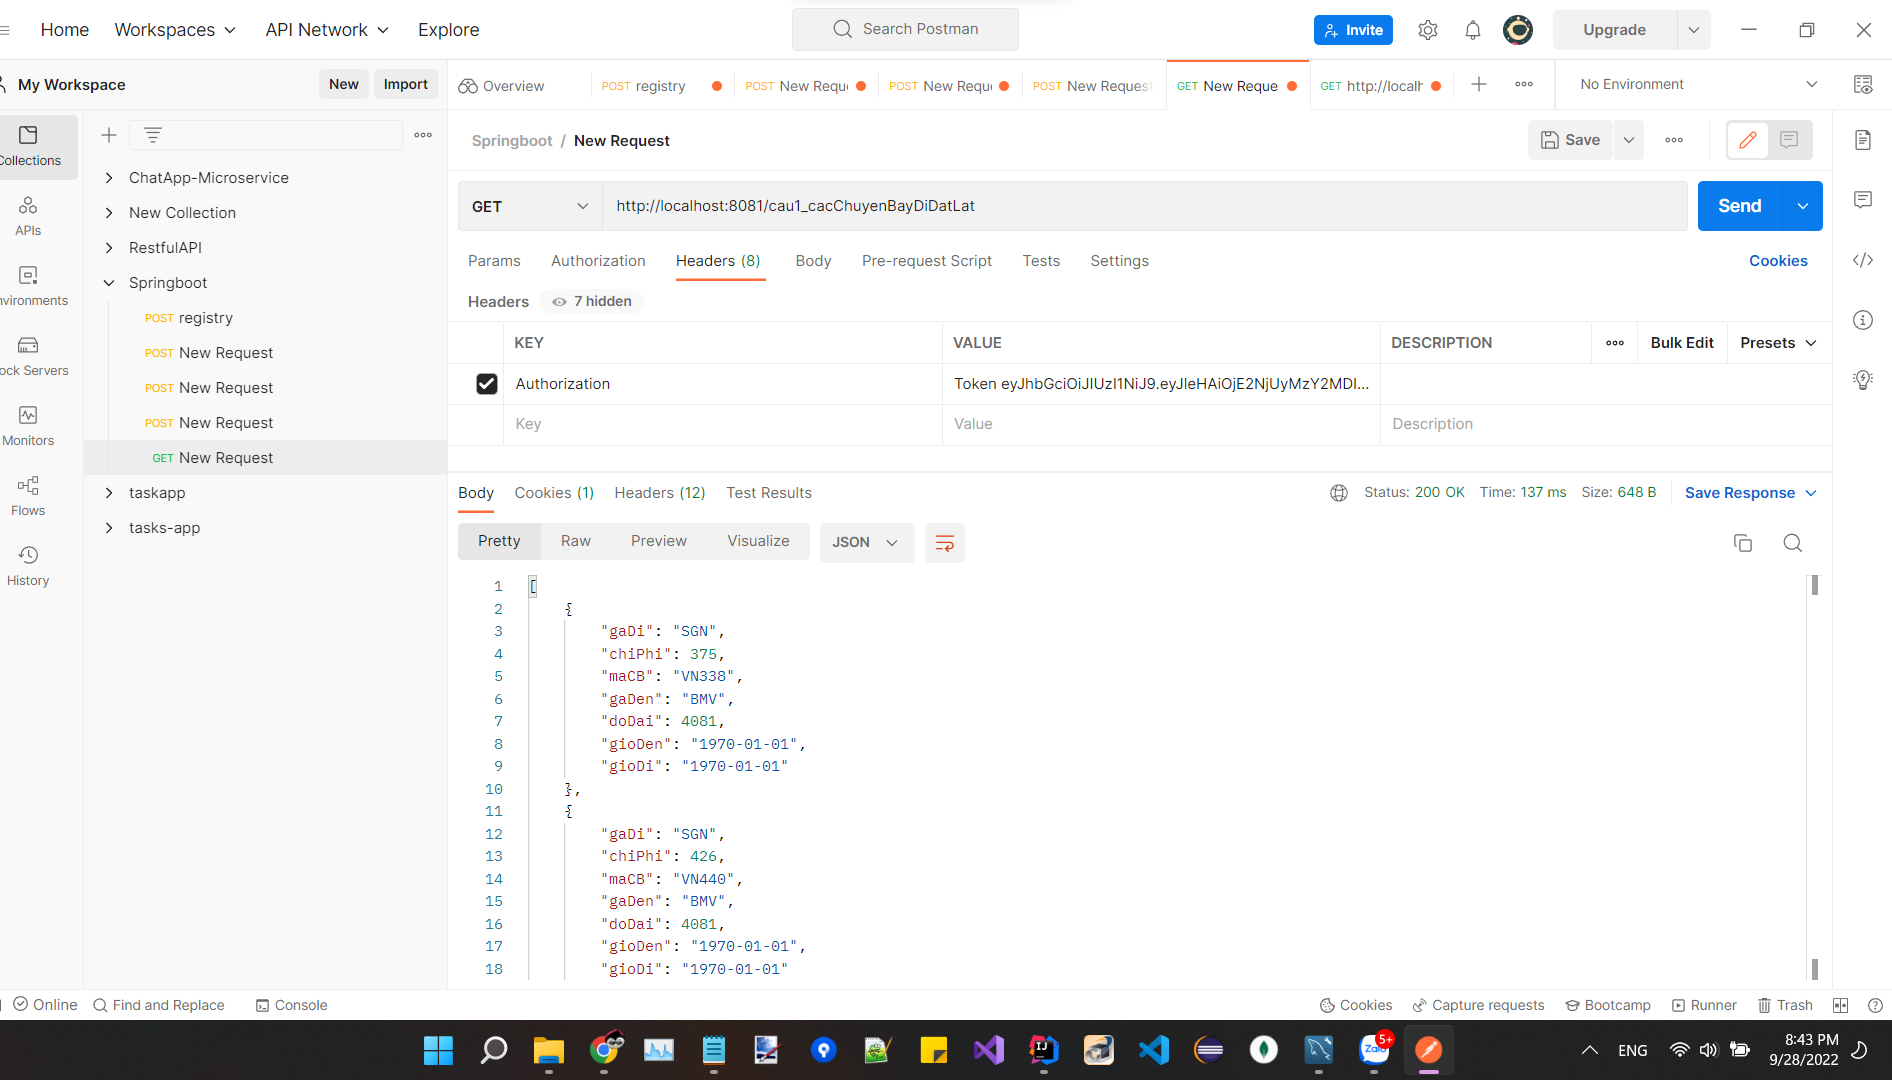 Home Workspaces API Network Explore Search Postman Invite Upgrade
My Workspace New Import Overview POST registry POST New Requ POST New Requ POST New Request GET New Reque GET http://localh No Environment
Collections
APIs
nvironments
ock Servers
Monitors
Flows
History
ChatApp-Microservice
New Collection
RestfulAPI
Springboot
POST registry
POST New Request
POST New Request
POST New Request
GET New Request
taskapp
tasks-app
Springboot / New Request Save
GET http://localhost:8081/cau1_cacChuyenBayDiDatLat Send
Params Authorization Headers (8) Body Pre-request Script Tests Settings Cookies
Headers 7 hidden
KEY VALUE DESCRIPTION Bulk Edit Presets
Authorization Token eyJhbGciOiJIUzI1NiJ9.eyJleHAiOjE2NjUyMzY2MDI...
Key Value Description
Body Cookies (1) Headers (12) Test Results Status: 200 OK Time: 137 ms Size: 648 B Save Response
Pretty Raw Preview Visualize JSON
1 [
2 {
3 "gaDi": "SGN",
4 "chiPhi": 375,
5 "maCB": "VN338",
6 "gaDen": "BMV",
7 "doDai": 4081,
8 "gioDen": "1970-01-01",
9 "gioDi": "1970-01-01"
10 },
11 {
12 "gaDi": "SGN",
13 "chiPhi": 426,
14 "maCB": "VN440",
15 "gaDen": "BMV",
16 "doDai": 4081,
17 "gioDen": "1970-01-01",
18 "gioDi": "1970-01-01"
Online Find and Replace Console Cookies Capture requests Bootcamp Runner Trash
IJ Zalo 5+ ENG 8:43 PM
9/28/2022